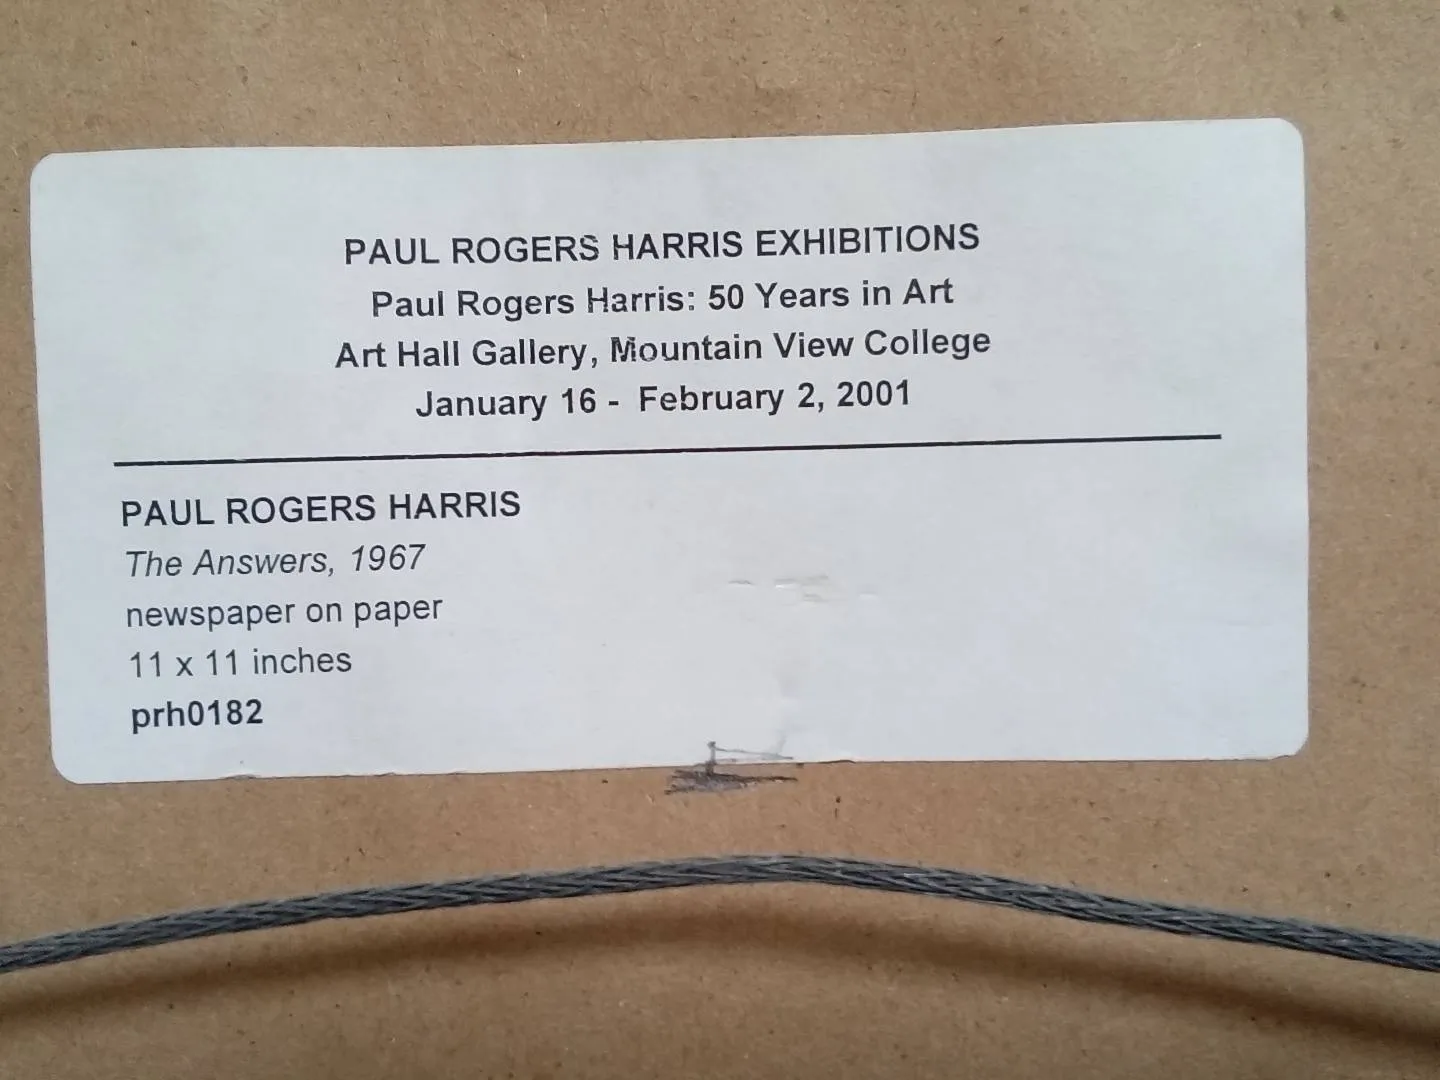 PAUL ROGERS HARRIS EXHIBITIONS
Paul Rogers Harris: 50 Years in Art
Art Hall Gallery, Mountain View College
January 16 - February 2, 2001
PAUL ROGERS HARRIS
The Answers, 1967
newspaper on paper
11 x 11 inches
prh0182